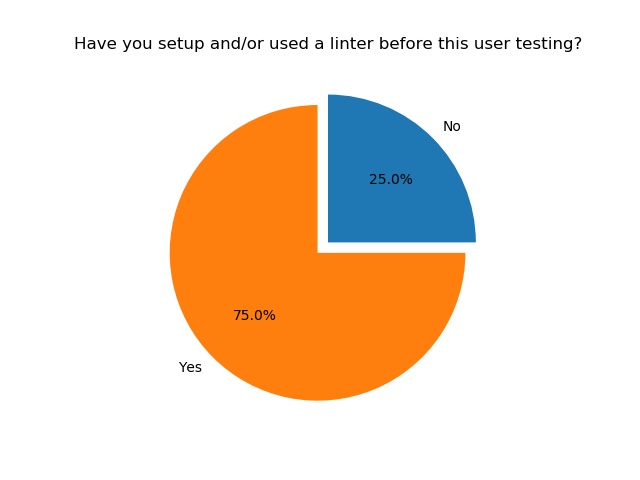 Have you setup and/or used a linter before this user testing?
No
25.0%
75.0%
Yes